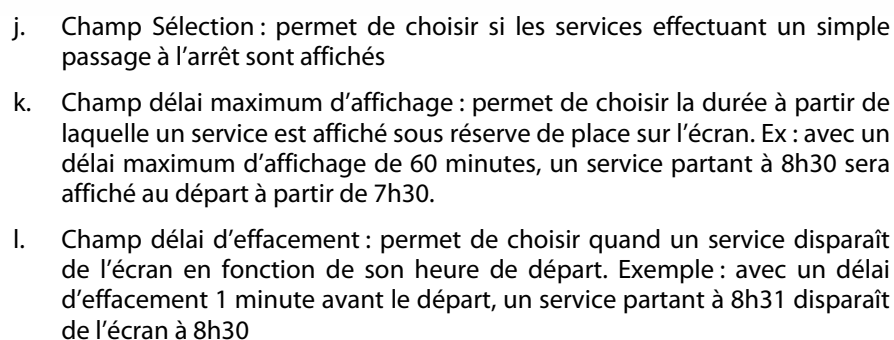 j. Champ Sélection : permet de choisir si les services effectuant un simple
passage à l’arrêt sont affichés
k. Champ délai maximum d’affichage : permet de choisir la durée à partir de
laquelle un service est affiché sous réserve de place sur l’écran. Ex : avec un
délai maximum d’affichage de 60 minutes, un service partant à 8h30 sera
affiché au départ à partir de 7h30.
l. Champ délai d’effacement : permet de choisir quand un service disparaît
de l’écran en fonction de son heure de départ. Exemple : avec un délai
d’effacement 1 minute avant le départ, un service partant à 8h31 disparaît
de l’écran à 8h30